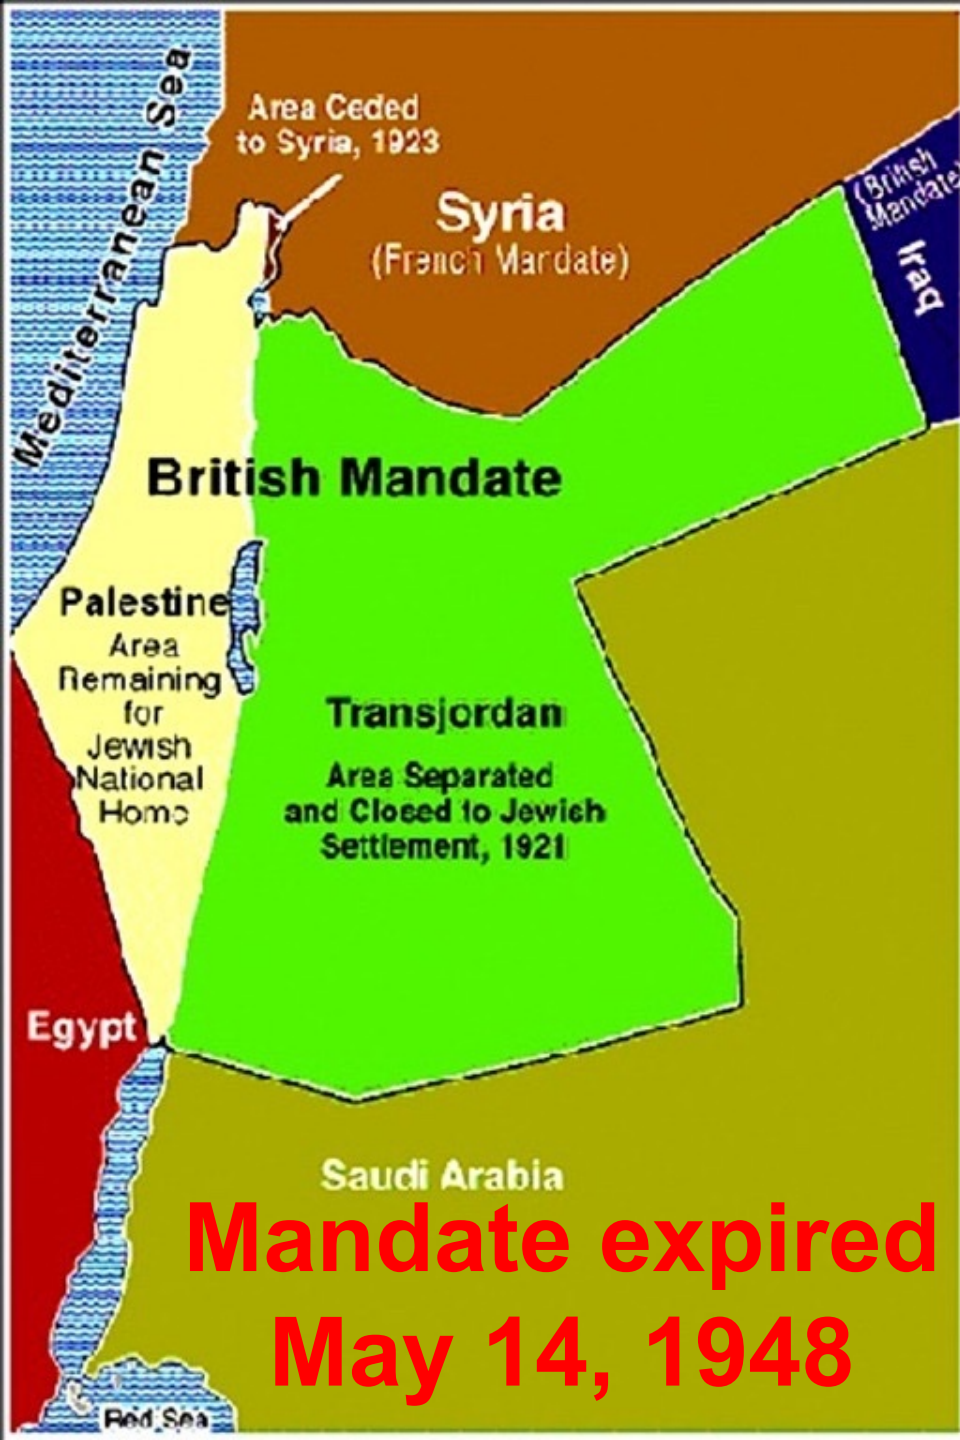 Mediterranean Sea
Area Ceded
to Syria, 1923
Syria
(French Mandate)
(British
Mandate)
Iraq
British Mandate
Palestine
Area
Remaining
for
Jewish
National
Home
Transjordan
Area Separated
and Closed to Jewish
Settlement, 1921
Egypt
Saudi Arabia
Mandate expired
May 14, 1948
Red Sea